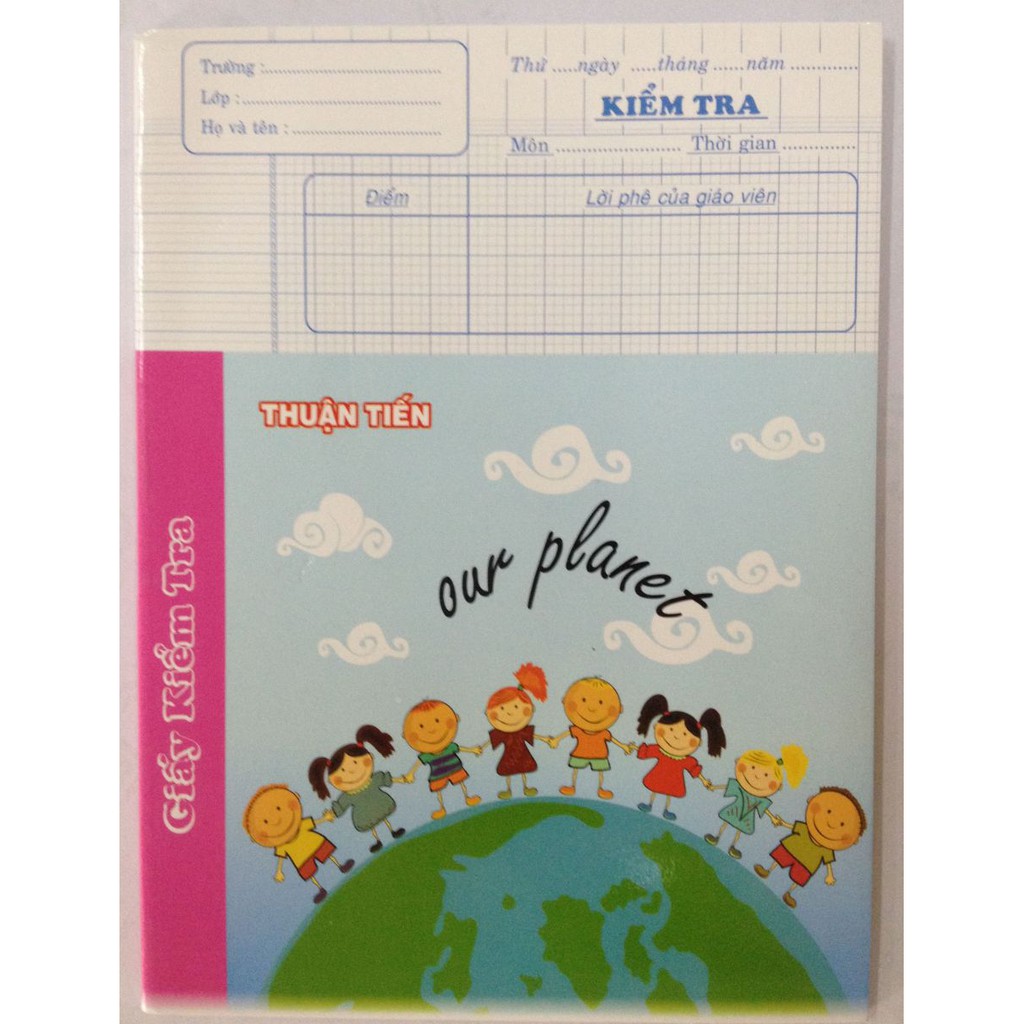 Trường :....................................
Lớp :.........................................
Họ và tên :..............................
Thứ .....ngày .....tháng ......năm .............
KIỂM TRA
Môn ........................ Thời gian ..............
Điểm
Lời phê của giáo viên
THUẬN TIẾN
our planet
Giấy Kiểm Tra